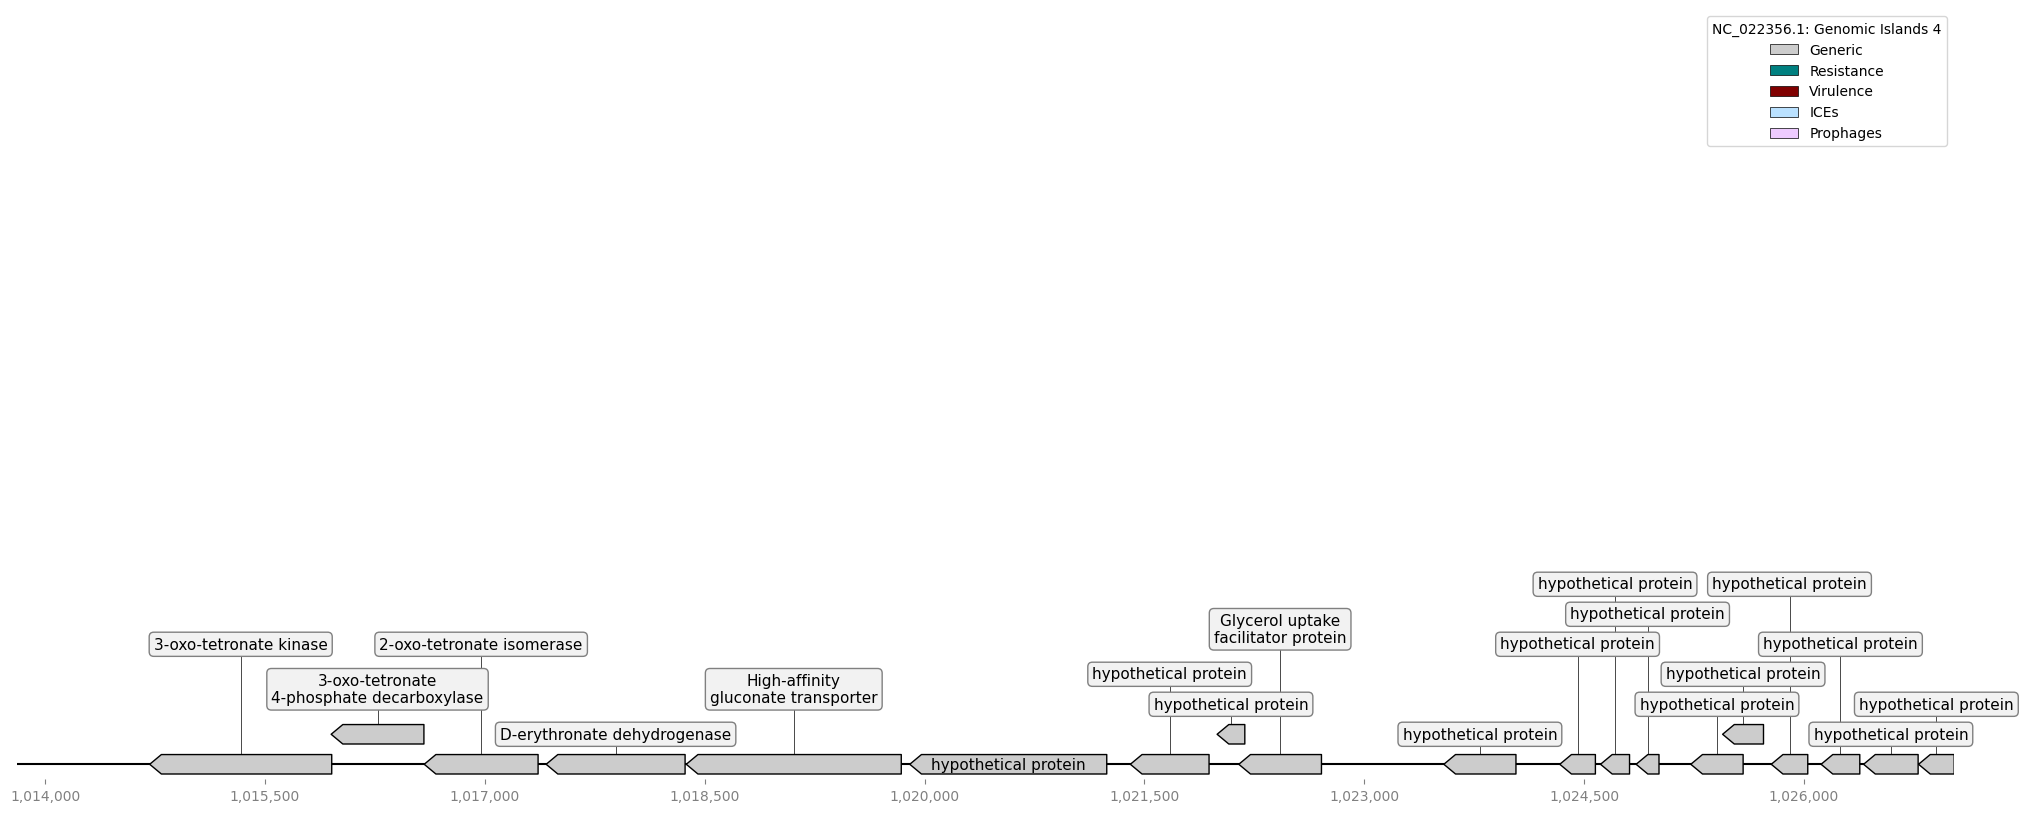 NC_022356.1: Genomic Islands 4
Generic
Resistance
Virulence
ICEs
Prophages
hypothetical protein
hypothetical protein
hypothetical protein
Glycerol uptake
facilitator protein
3-oxo-tetronate kinase
2-oxo-tetronate isomerase
hypothetical protein
hypothetical protein
3-oxo-tetronate
4-phosphate decarboxylase
High-affinity
gluconate transporter
hypothetical protein
hypothetical protein
hypothetical protein
hypothetical protein
hypothetical protein
D-erythronate dehydrogenase
hypothetical protein
hypothetical protein
hypothetical protein
1,014,000
1,015,500
1,017,000
1,018,500
1,020,000
1,021,500
1,023,000
1,024,500
1,026,000